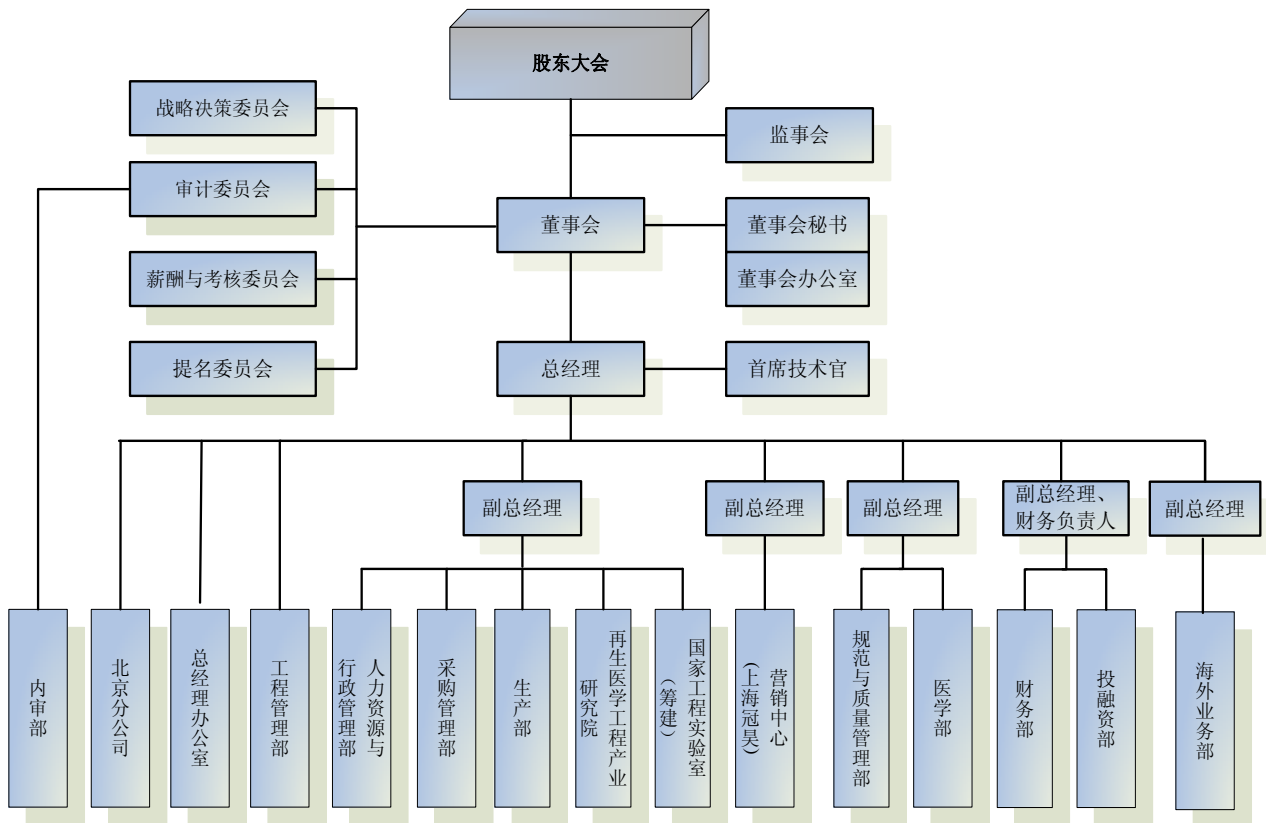 股东大会
战略决策委员会
监事会
审计委员会
董事会
董事会秘书
薪酬与考核委员会
董事会办公室
提名委员会
总经理
首席技术官
副总经理
副总经理
副总经理
副总经理、
财务负责人
副总经理
内审部
北京分公司
总经理办公室
工程管理部
人力资源与
行政管理部
采购管理部
生产部
再生医学工程产业
研究院
国家工程实验室
（筹建）
营销中心
(上海冠昊)
规范与质量管理部
医学部
财务部
投融资部
海外业务部